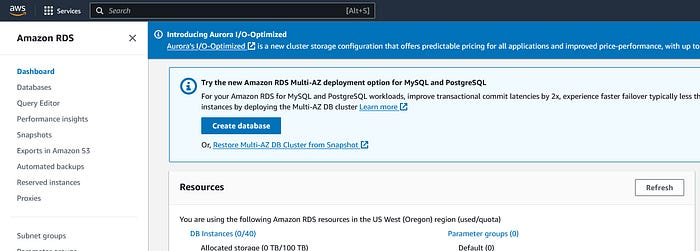 aws
Services
Search
[Alt+S]
Amazon RDS
Dashboard
Databases
Query Editor
Performance insights
Snapshots
Exports in Amazon S3
Automated backups
Reserved instances
Proxies
Subnet groups
Introducing Aurora I/O-Optimized
Aurora's I/O-Optimized is a new cluster storage configuration that offers predictable pricing for all applications and improved price-performance, with up to
Try the new Amazon RDS Multi-AZ deployment option for MySQL and PostgreSQL
For your Amazon RDS for MySQL and PostgreSQL workloads, improve transactional commit latencies by 2x, experience faster failover typically less th
instances by deploying the Multi-AZ DB cluster Learn more
Create database
Or, Restore Multi-AZ DB Cluster from Snapshot
Resources
Refresh
You are using the following Amazon RDS resources in the US West (Oregon) region (used/quota)
DB Instances (0/40)
Parameter groups (0)
Allocated storage (0 TB/100 TB)
Default (0)